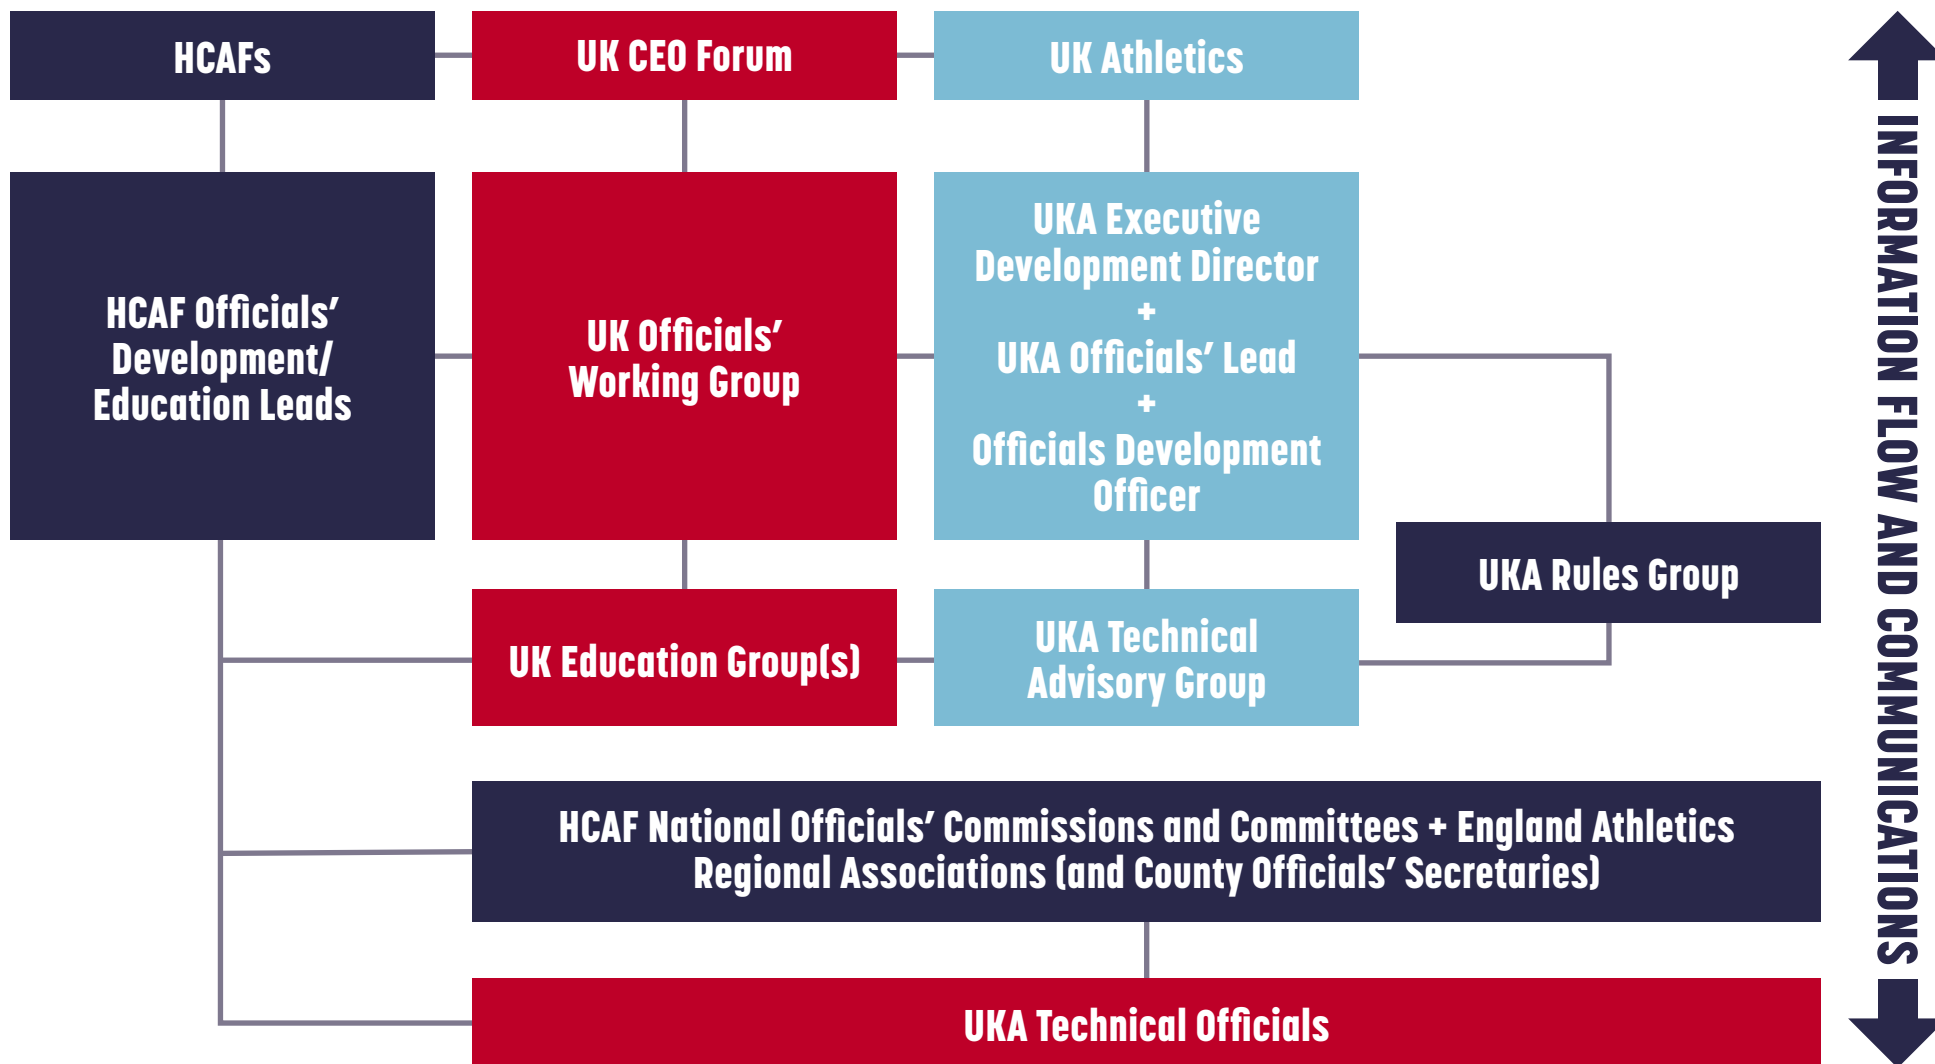 HCAFs
UK CEO Forum
UK Athletics
HCAF Officials’
Development/
Education Leads
UK Officials’
Working Group
UKA Executive
Development Director
+
UKA Officials’ Lead
+
Officials Development
Officer
UKA Rules Group
UK Education Group(s)
UKA Technical
Advisory Group
HCAF National Officials’ Commissions and Committees + England Athletics
Regional Associations (and County Officials’ Secretaries)
UKA Technical Officials
INFORMATION FLOW AND COMMUNICATIONS